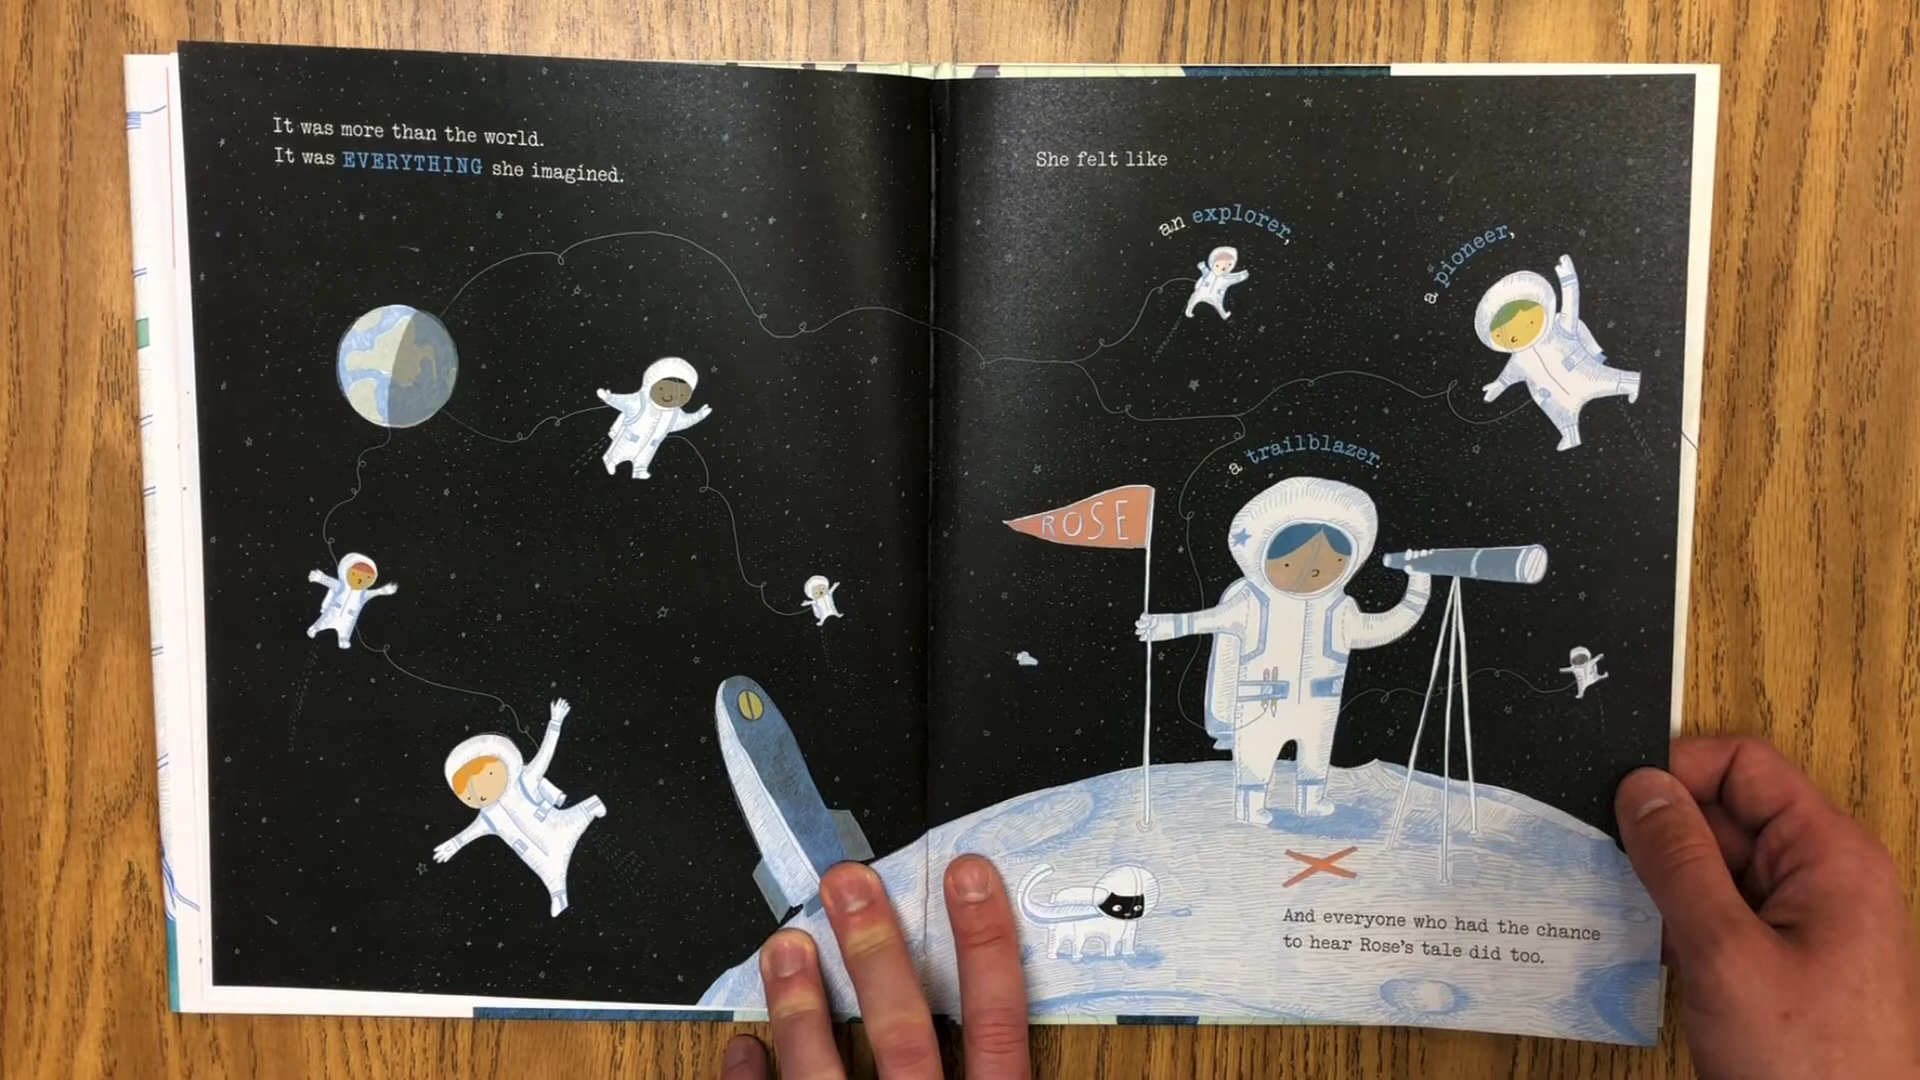 It was more than the world.
It was EVERYTHING she imagined.
She felt like
an explorer,
a pioneer,
a trailblazer.
ROSE
And everyone who had the chance
to hear Rose's tale did too.